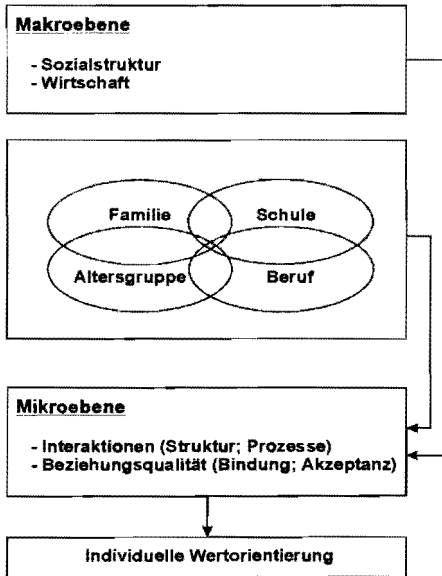 Makroebene
- Sozialstruktur
- Wirtschaft
Familie Schule
Altersgruppe Beruf
Mikroebene
- Interaktionen (Struktur; Prozesse)
- Beziehungsqualität (Bindung; Akzeptanz)
Individuelle Wertorientierung